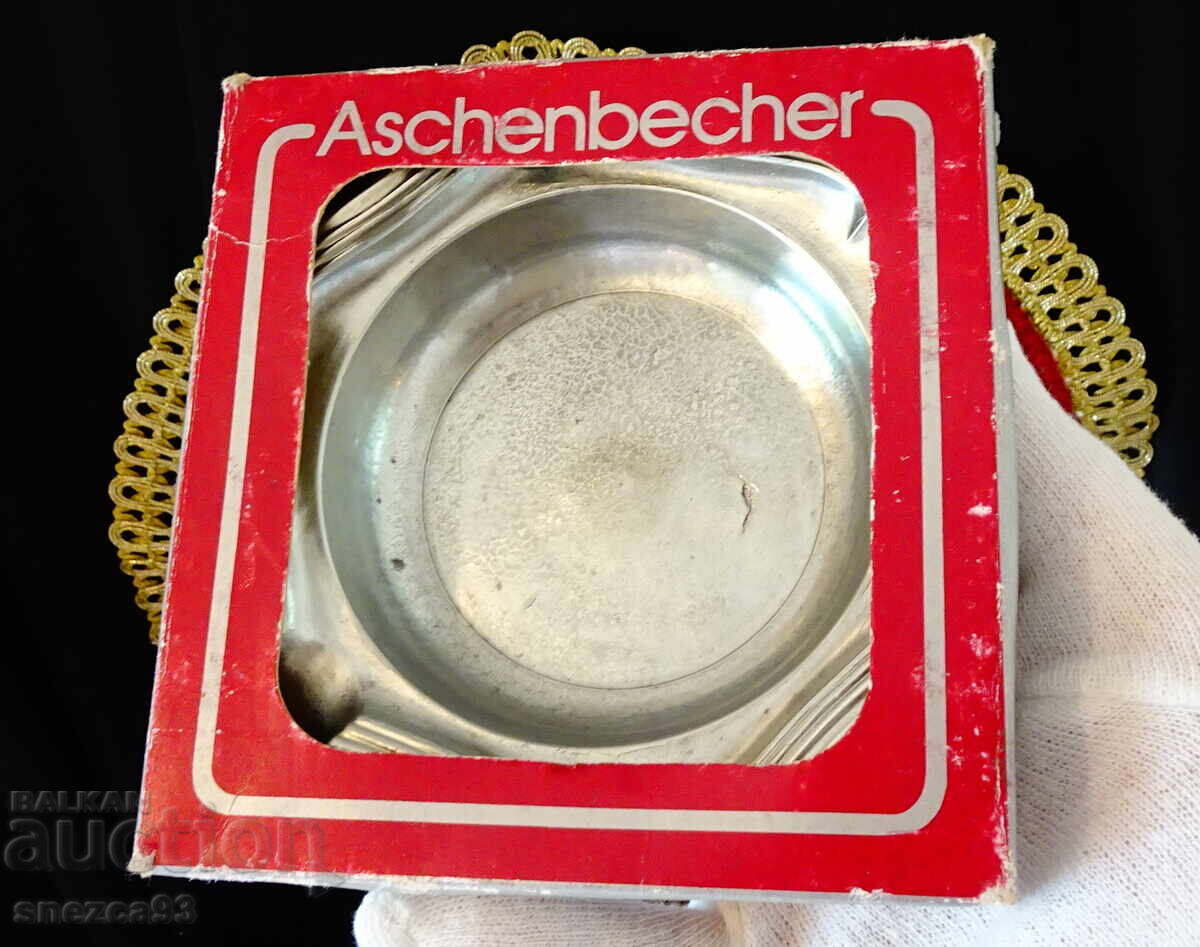 Aschenbecher
BALKAN
auction
snezca93